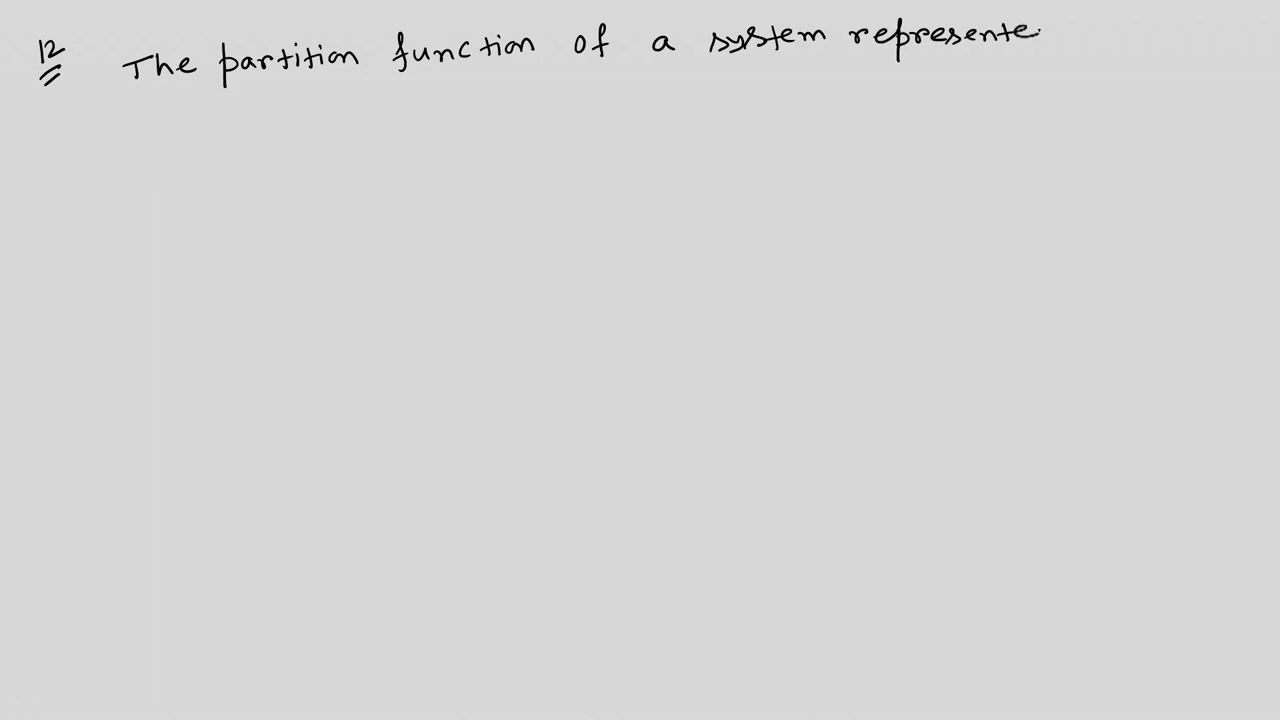 12 The partition function of a system represente